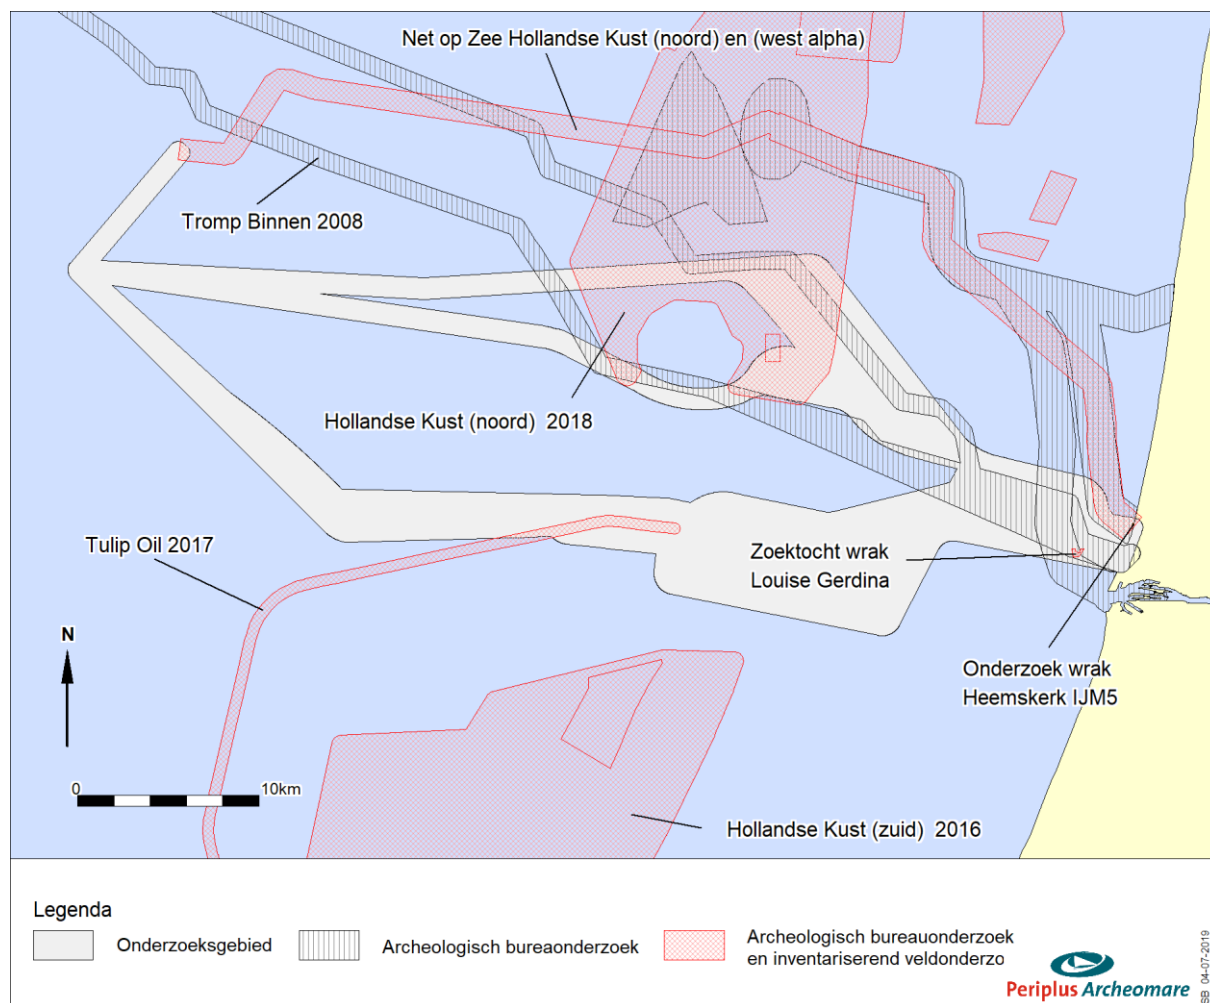 Net op Zee Hollandse Kust (noord) en (west alpha)
Tromp Binnen 2008
Hollandse Kust (noord) 2018
Tulip Oil 2017
Zoektocht wrak
Louise Gerdina
N
Onderzoek wrak
Heemskerk IJM5
0 10km
Hollandse Kust (zuid) 2016
Legenda
Onderzoeksgebied
Archeologisch bureaonderzoek
Archeologisch bureauonderzoek
en inventariserend veldonderzo
Periplus Archeomare
SB 04-07-2019